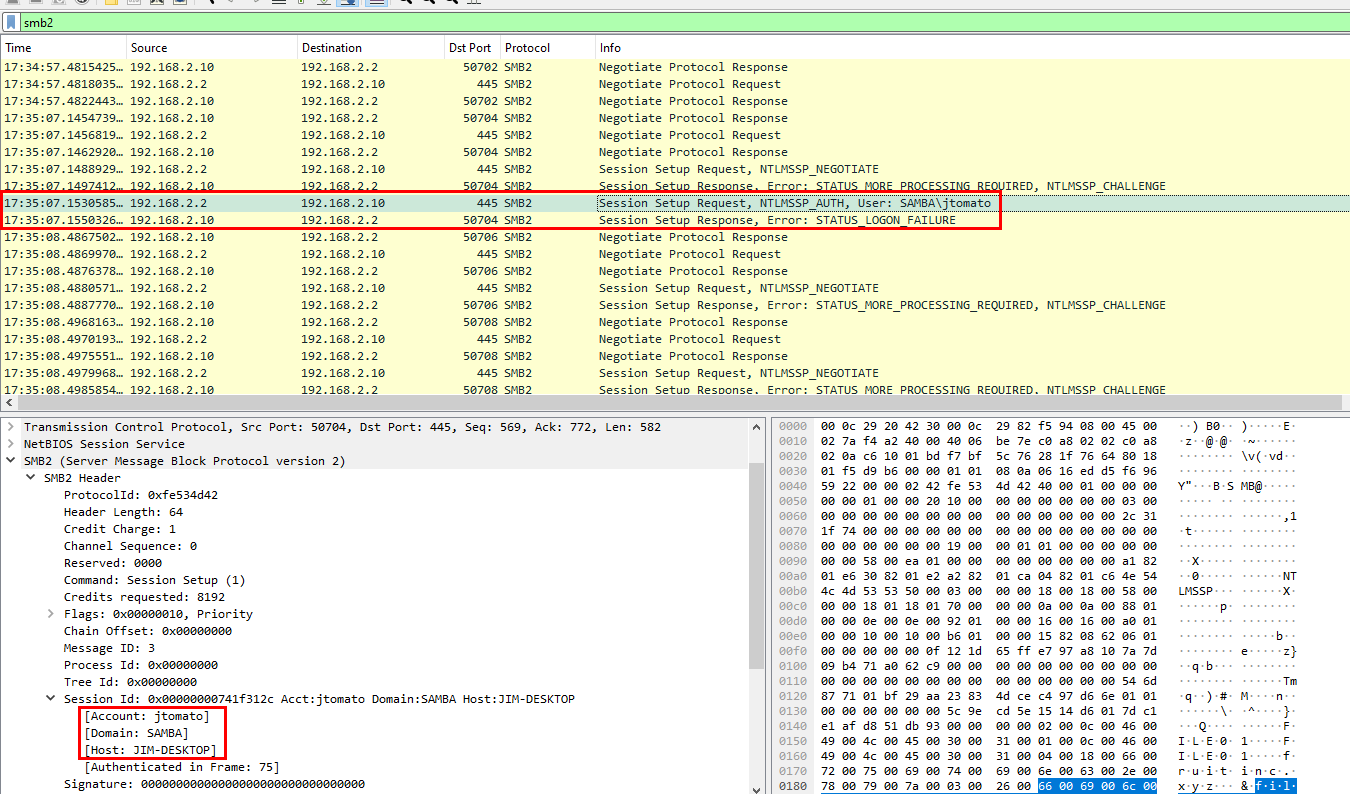 smb2
Time Source Destination Dst Port Protocol Info
17:34:57.4815425… 192.168.2.10 192.168.2.2 50702 SMB2 Negotiate Protocol Response
17:34:57.4818035… 192.168.2.2 192.168.2.10 445 SMB2 Negotiate Protocol Request
17:34:57.4822443… 192.168.2.10 192.168.2.2 50702 SMB2 Negotiate Protocol Response
17:35:07.1454739… 192.168.2.10 192.168.2.2 50704 SMB2 Negotiate Protocol Response
17:35:07.1456819… 192.168.2.2 192.168.2.10 445 SMB2 Negotiate Protocol Request
17:35:07.1462920… 192.168.2.10 192.168.2.2 50704 SMB2 Negotiate Protocol Response
17:35:07.1488929… 192.168.2.2 192.168.2.10 445 SMB2 Session Setup Request, NTLMSSP_NEGOTIATE
17:35:07.1497412… 192.168.2.10 192.168.2.2 50704 SMB2 Session Setup Response, Error: STATUS_MORE_PROCESSING_REQUIRED, NTLMSSP_CHALLENGE
17:35:07.1530585… 192.168.2.2 192.168.2.10 445 SMB2 Session Setup Request, NTLMSSP_AUTH, User: SAMBA\jtomato
17:35:07.1550326… 192.168.2.10 192.168.2.2 50704 SMB2 Session Setup Response, Error: STATUS_LOGON_FAILURE
17:35:08.4867502… 192.168.2.10 192.168.2.2 50706 SMB2 Negotiate Protocol Response
17:35:08.4869970… 192.168.2.2 192.168.2.10 445 SMB2 Negotiate Protocol Request
17:35:08.4876378… 192.168.2.10 192.168.2.2 50706 SMB2 Negotiate Protocol Response
17:35:08.4880571… 192.168.2.2 192.168.2.10 445 SMB2 Session Setup Request, NTLMSSP_NEGOTIATE
17:35:08.4887770… 192.168.2.10 192.168.2.2 50706 SMB2 Session Setup Response, Error: STATUS_MORE_PROCESSING_REQUIRED, NTLMSSP_CHALLENGE
17:35:08.4968163… 192.168.2.10 192.168.2.2 50708 SMB2 Negotiate Protocol Response
17:35:08.4970193… 192.168.2.2 192.168.2.10 445 SMB2 Negotiate Protocol Request
17:35:08.4975551… 192.168.2.10 192.168.2.2 50708 SMB2 Negotiate Protocol Response
17:35:08.4979968… 192.168.2.2 192.168.2.10 445 SMB2 Session Setup Request, NTLMSSP_NEGOTIATE
17:35:08.4985854… 192.168.2.10 192.168.2.2 50708 SMB2 Session Setup Response, Error: STATUS_MORE_PROCESSING_REQUIRED, NTLMSSP_CHALLENGE
Transmission Control Protocol, Src Port: 50704, Dst Port: 445, Seq: 569, Ack: 772, Len: 582
NetBIOS Session Service
SMB2 (Server Message Block Protocol version 2)
SMB2 Header
ProtocolId: 0xfe534d42
Header Length: 64
Credit Charge: 1
Channel Sequence: 0
Reserved: 0000
Command: Session Setup (1)
Credits requested: 8192
Flags: 0x00000010, Priority
Chain Offset: 0x00000000
Message ID: 3
Process Id: 0x00000000
Tree Id: 0x00000000
Session Id: 0x00000000741f312c Acct:jtomato Domain:SAMBA Host:JIM-DESKTOP
[Account: jtomato]
[Domain: SAMBA]
[Host: JIM-DESKTOP]
[Authenticated in Frame: 75]
Signature: 00000000000000000000000000000000
0000 00 0c 29 20 42 30 00 0c 29 82 f5 94 08 00 45 00 ··) B0·· )·····E·
0010 02 7a f4 a2 40 00 40 06 be 7e c0 a8 02 02 c0 a8 ·z··@·@· ·~······
0020 02 0a c6 10 01 bd f7 bf 5c 76 28 1f 76 64 80 18 ········ \v(·vd··
0030 01 f5 d9 b6 00 00 01 01 08 0a 06 16 ed d5 f6 96 ········ ········
0040 59 22 00 00 02 42 fe 53 4d 42 40 00 01 00 00 00 Y"···B·S MB@·····
0050 00 00 01 00 00 20 10 00 00 00 00 00 00 00 03 00 ····· ·· ········
0060 00 00 00 00 00 00 00 00 00 00 00 00 00 00 2c 31 ········ ······,1
0070 1f 74 00 00 00 00 00 00 00 00 00 00 00 00 00 00 ·t······ ········
0080 00 00 00 00 00 00 19 00 00 01 01 00 00 00 00 00 ········ ········
0090 00 00 58 00 ea 01 00 00 00 00 00 00 00 00 a1 82 ··X····· ········
00a0 01 e6 30 82 01 e2 a2 82 01 ca 04 82 01 c6 4e 54 ··0····· ······NT
00b0 4c 4d 53 53 50 00 03 00 00 00 18 00 18 00 58 00 LMSSP··· ······X·
00c0 00 00 18 01 18 01 70 00 00 00 0a 00 0a 00 88 01 ······p· ········
00d0 00 00 0e 00 0e 00 92 01 00 00 16 00 16 00 a0 01 ········ ········
00e0 00 00 10 00 10 00 b6 01 00 00 15 82 08 62 06 01 ········ ·····b··
00f0 00 00 00 00 00 0f 12 1d 65 ff e7 97 a8 10 7a 7d ········ e·····z}
0100 09 b4 71 a0 62 c9 00 00 00 00 00 00 00 00 00 00 ··q·b··· ········
0110 00 00 00 00 00 00 00 00 00 00 00 00 00 00 54 6d ········ ······Tm
0120 87 71 01 bf 29 aa 23 83 4d ce c4 97 d6 6e 01 01 ·q··)·#· M····n··
0130 00 00 00 00 00 00 5c 9e cd 5e 15 14 d6 01 7d c1 ······\· ·^····}·
0140 e1 af d8 51 db 93 00 00 00 00 02 00 0c 00 46 00 ···Q···· ······F·
0150 49 00 4c 00 45 00 30 00 31 00 01 00 0c 00 46 00 I·L·E·0· 1·····F·
0160 49 00 4c 00 45 00 30 00 31 00 04 00 18 00 66 00 I·L·E·0· 1·····f·
0170 72 00 75 00 69 00 74 00 69 00 6e 00 63 00 2e 00 r·u·i·t· i·n·c·.·
0180 78 00 79 00 7a 00 03 00 26 00 66 00 69 00 6c 00 x·y·z··· &·f·i·l·